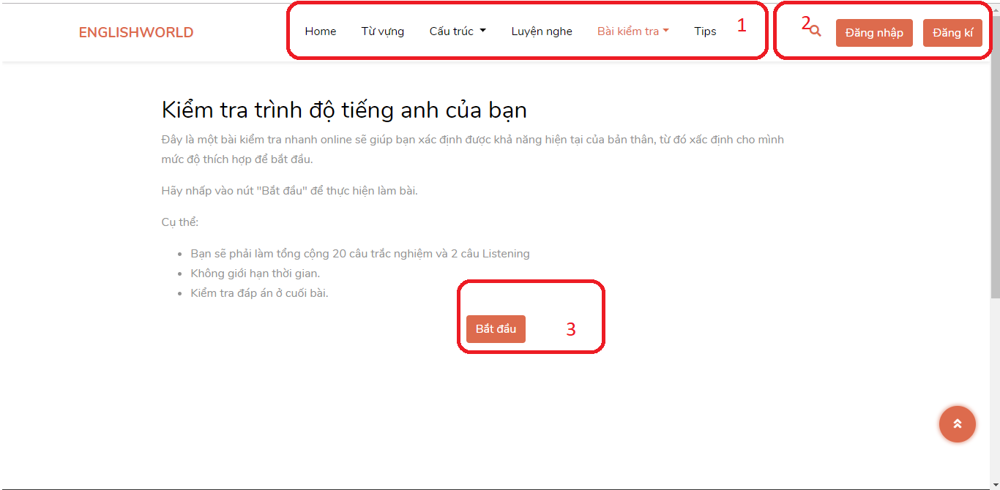 ENGLISHWORLD
Home Từ vựng Cấu trúc Luyện nghe Bài kiểm tra Tips 1
2 Đăng nhập Đăng kí
Kiểm tra trình độ tiếng anh của bạn
Đây là một bài kiểm tra nhanh online sẽ giúp bạn xác định được khả năng hiện tại của bản thân, từ đó xấc định cho mình
mức độ thích hợp để bắt đầu.
Hãy nhấp vào nút "Bắt đầu" để thực hiện làm bài.
Cụ thể:
Bạn sẽ phải làm tổng cộng 20 câu trắc nghiệm và 2 câu Listening
Không giới hạn thời gian.
Kiểm tra đáp án ở cuối bài.
Bắt đầu 3